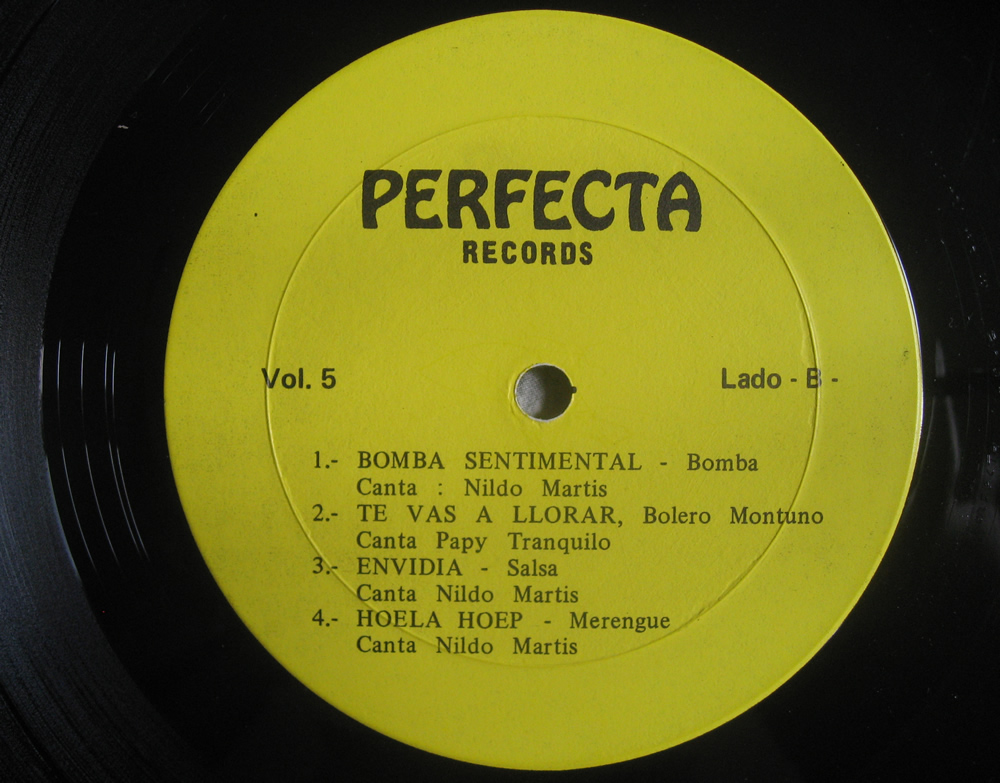 PERFECTA
RECORDS
Vol. 5
Lado - B -
1.- BOMBA SENTIMENTAL - Bomba
Canta : Nildo Martis
2.- TE VAS A LLORAR, Bolero Montuno
Canta Papy Tranquilo
3.- ENVIDIA - Salsa
Canta Nildo Martis
4.- HOELA HOEP - Merengue
Canta Nildo Martis